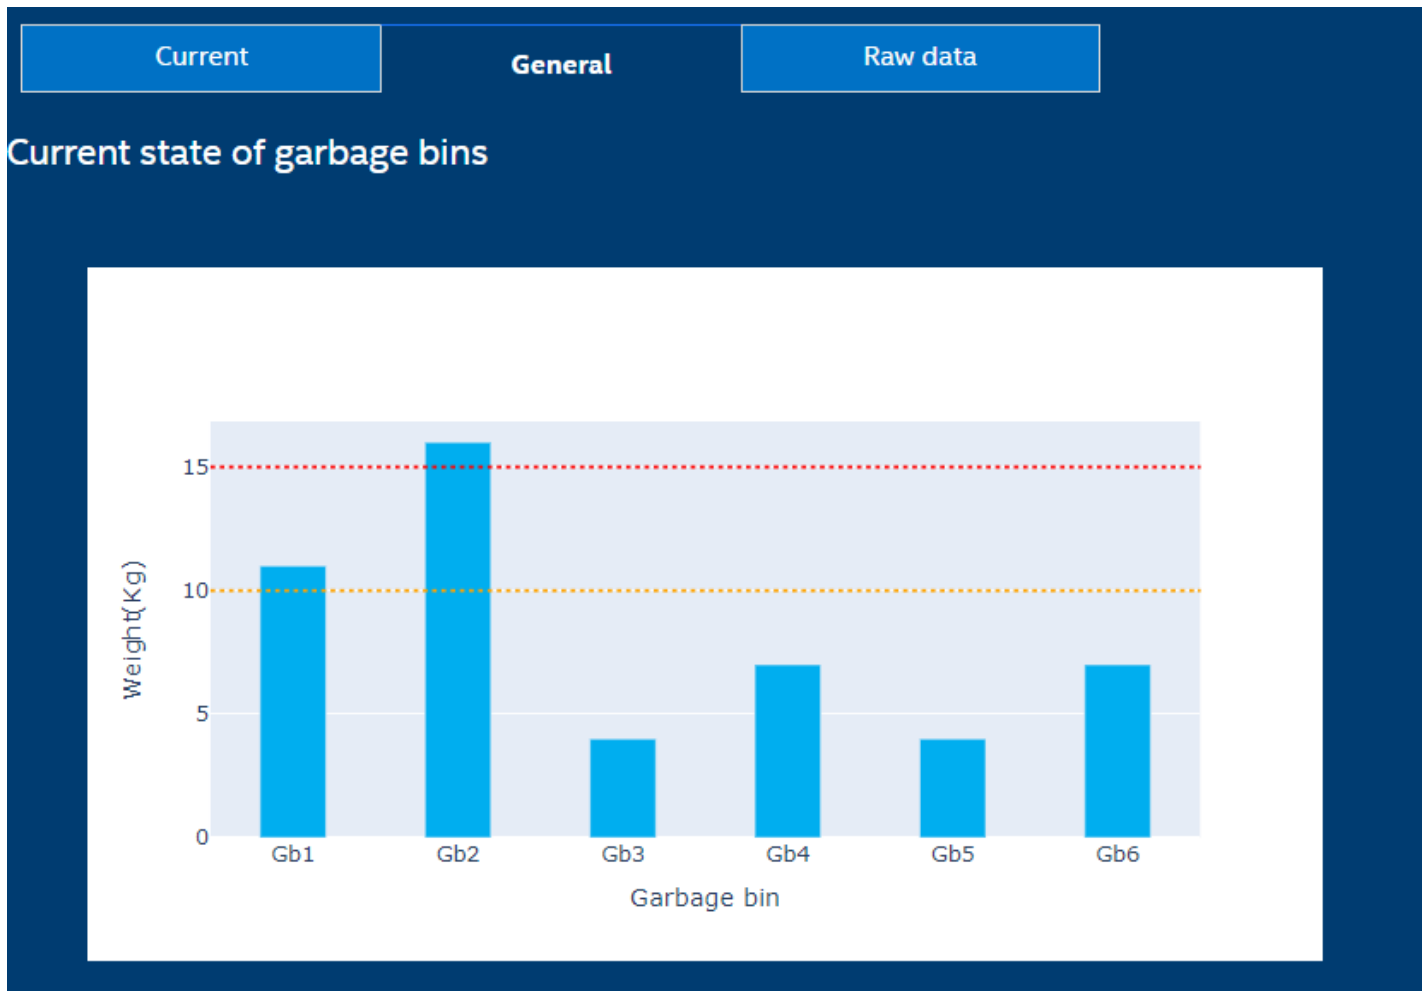 Current
General
Raw data
Current state of garbage bins
15
10
5
0
Weight(Kg)
Gb1 Gb2 Gb3 Gb4 Gb5 Gb6
Garbage bin